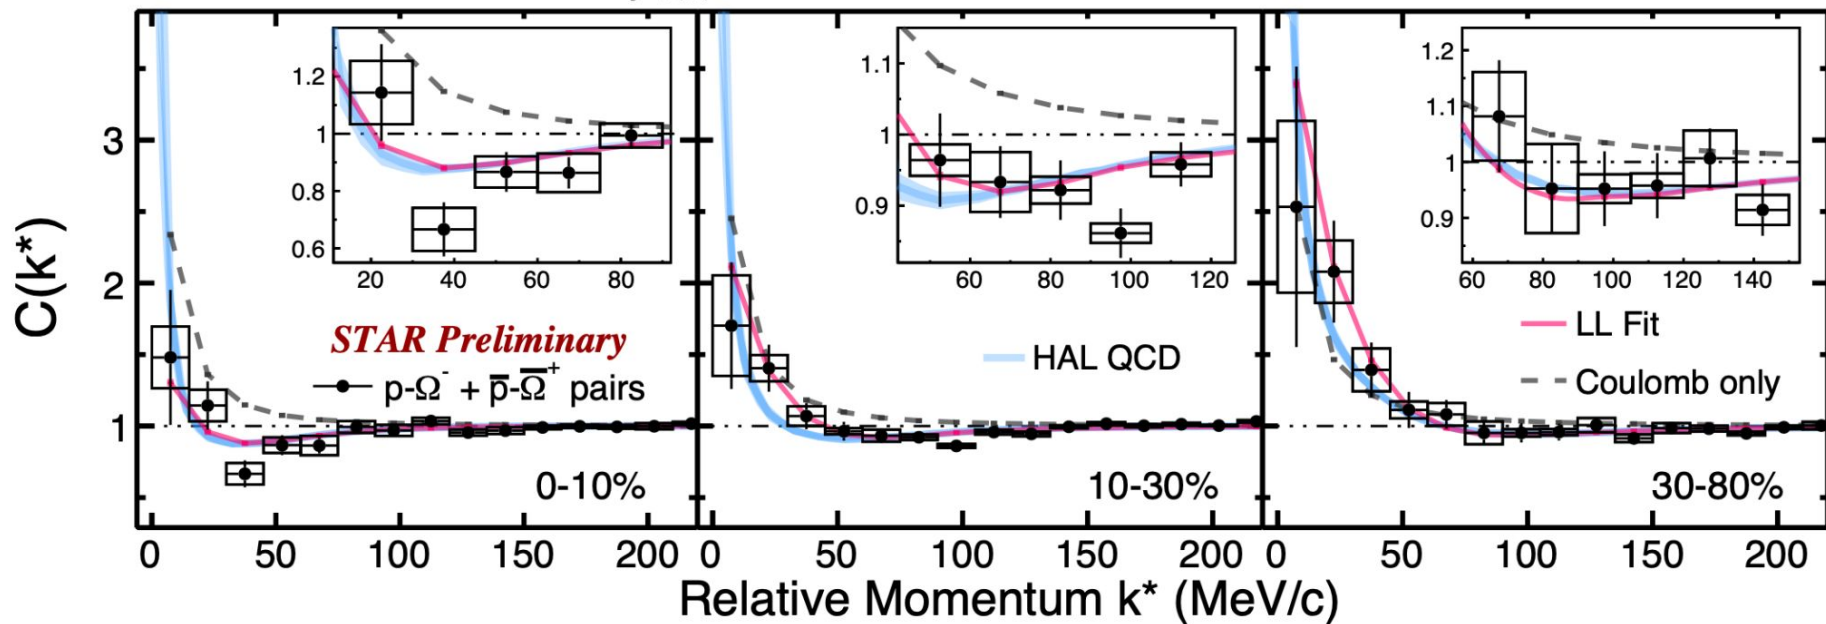 C(k*)
3
2
1
1.2
1
0.8
0.6
20 40 60 80
STAR Preliminary
p-Ω⁻ + p̅-Ω̅⁺ pairs
0-10%
0 50 100 150 200
1.1
1
0.9
60 80 100 120
HAL QCD
10-30%
0 50 100 150 200
1.2
1.1
1
0.9
60 80 100 120 140
LL Fit
Coulomb only
30-80%
0 50 100 150 200
Relative Momentum k* (MeV/c)